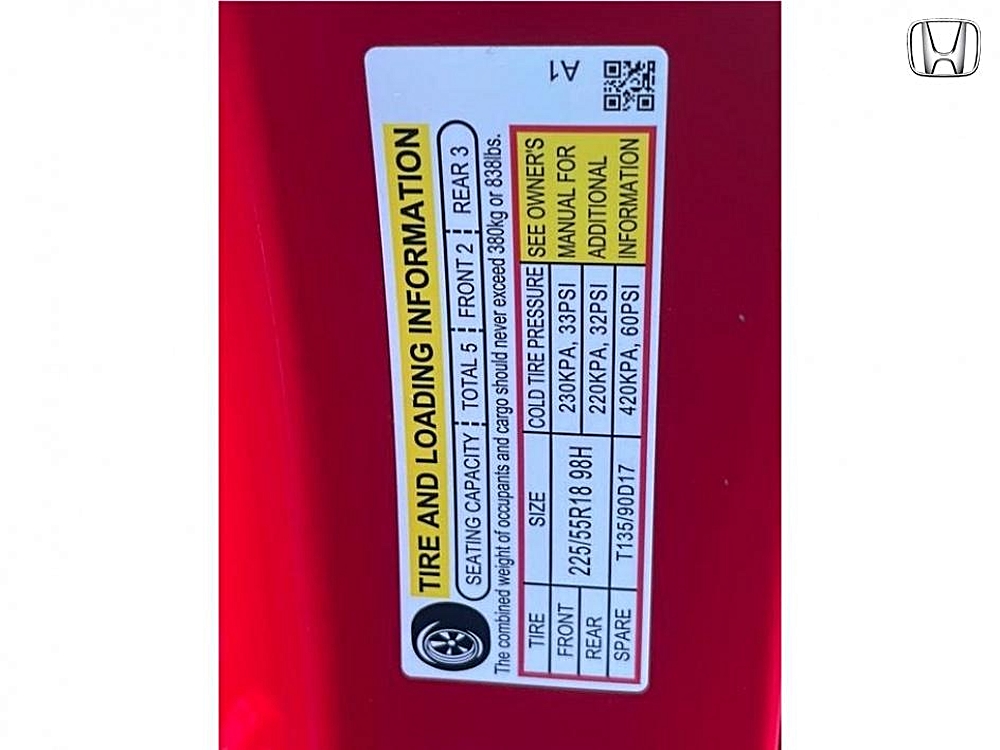 TIRE AND LOADING INFORMATION
SEATING CAPACITY TOTAL 5 FRONT 2 REAR 3
The combined weight of occupants and cargo should never exceed 380kg or 838lbs.
TIRE SIZE COLD TIRE PRESSURE SEE OWNER'S
FRONT 225/55R18 98H 230KPA, 33PSI MANUAL FOR
REAR 220KPA, 32PSI ADDITIONAL
SPARE T135/90D17 420KPA, 60PSI INFORMATION
A1